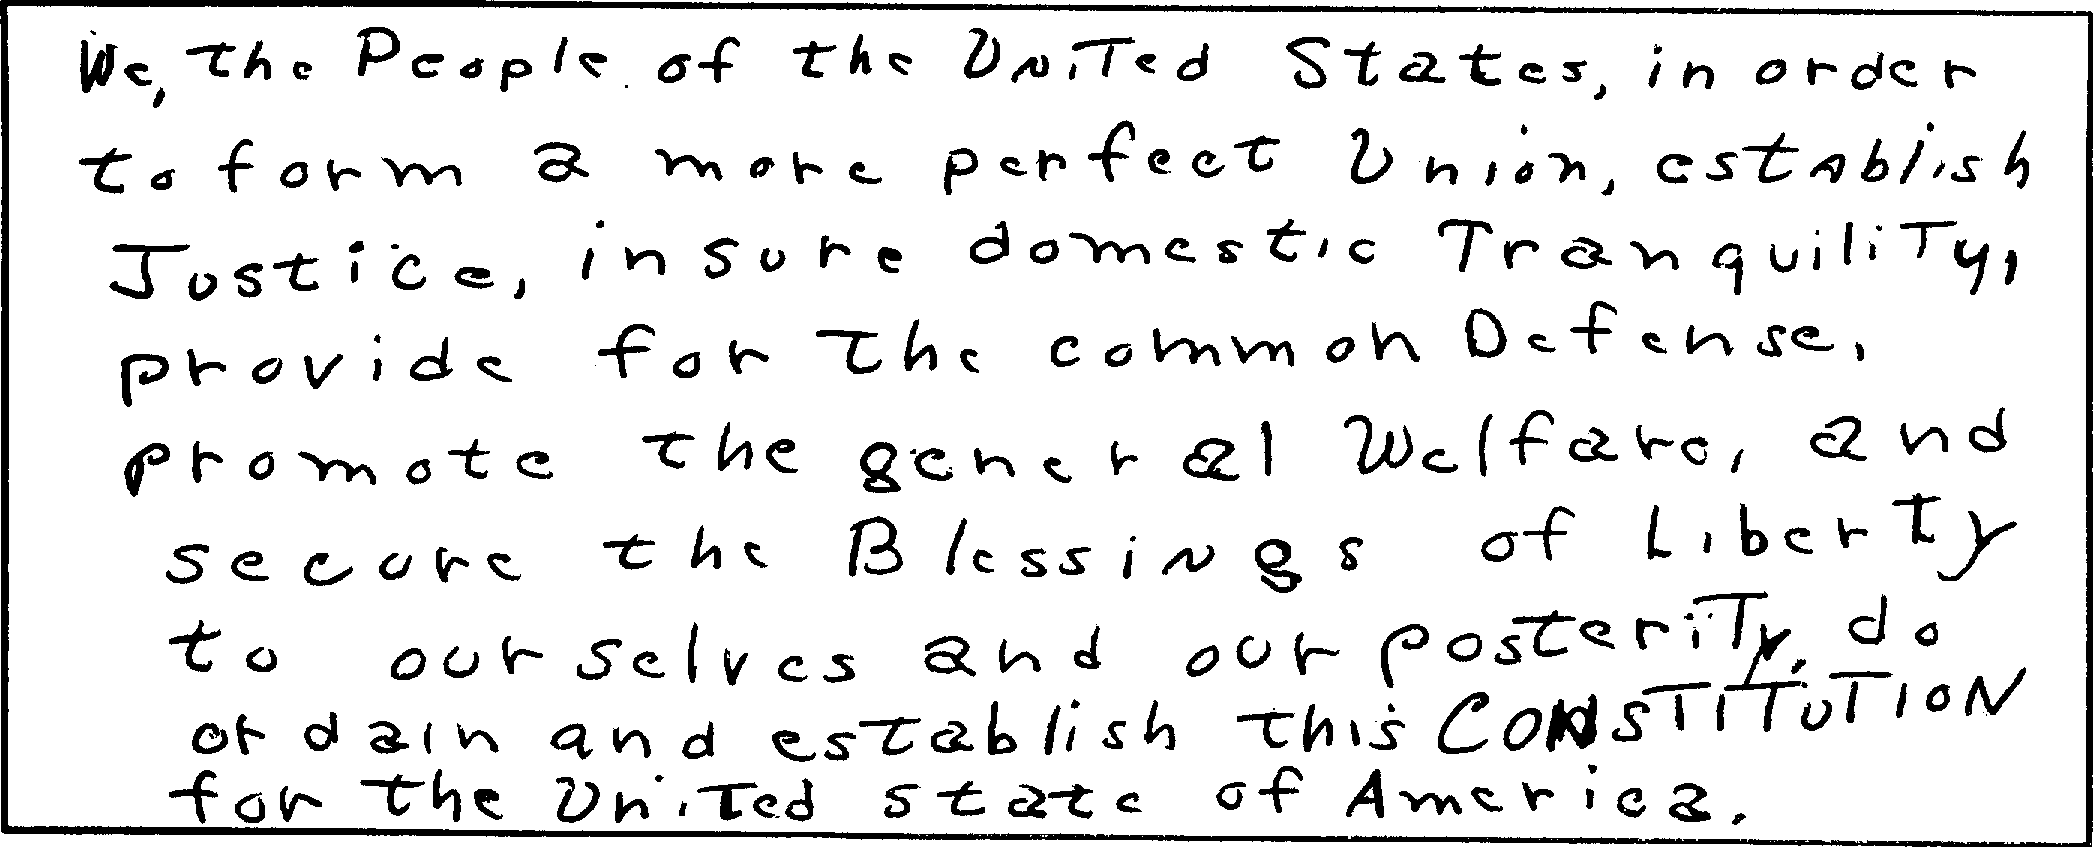 We, the People of the United States, in order
to form a more perfect Union, establish
Justice, insure domestic Tranquility,
provide for the common Defense,
promote the general Welfare, and
secure the Blessings of Liberty
to ourselves and our posterity, do
ordain and establish this CONSTITUTION
for the United state of America.